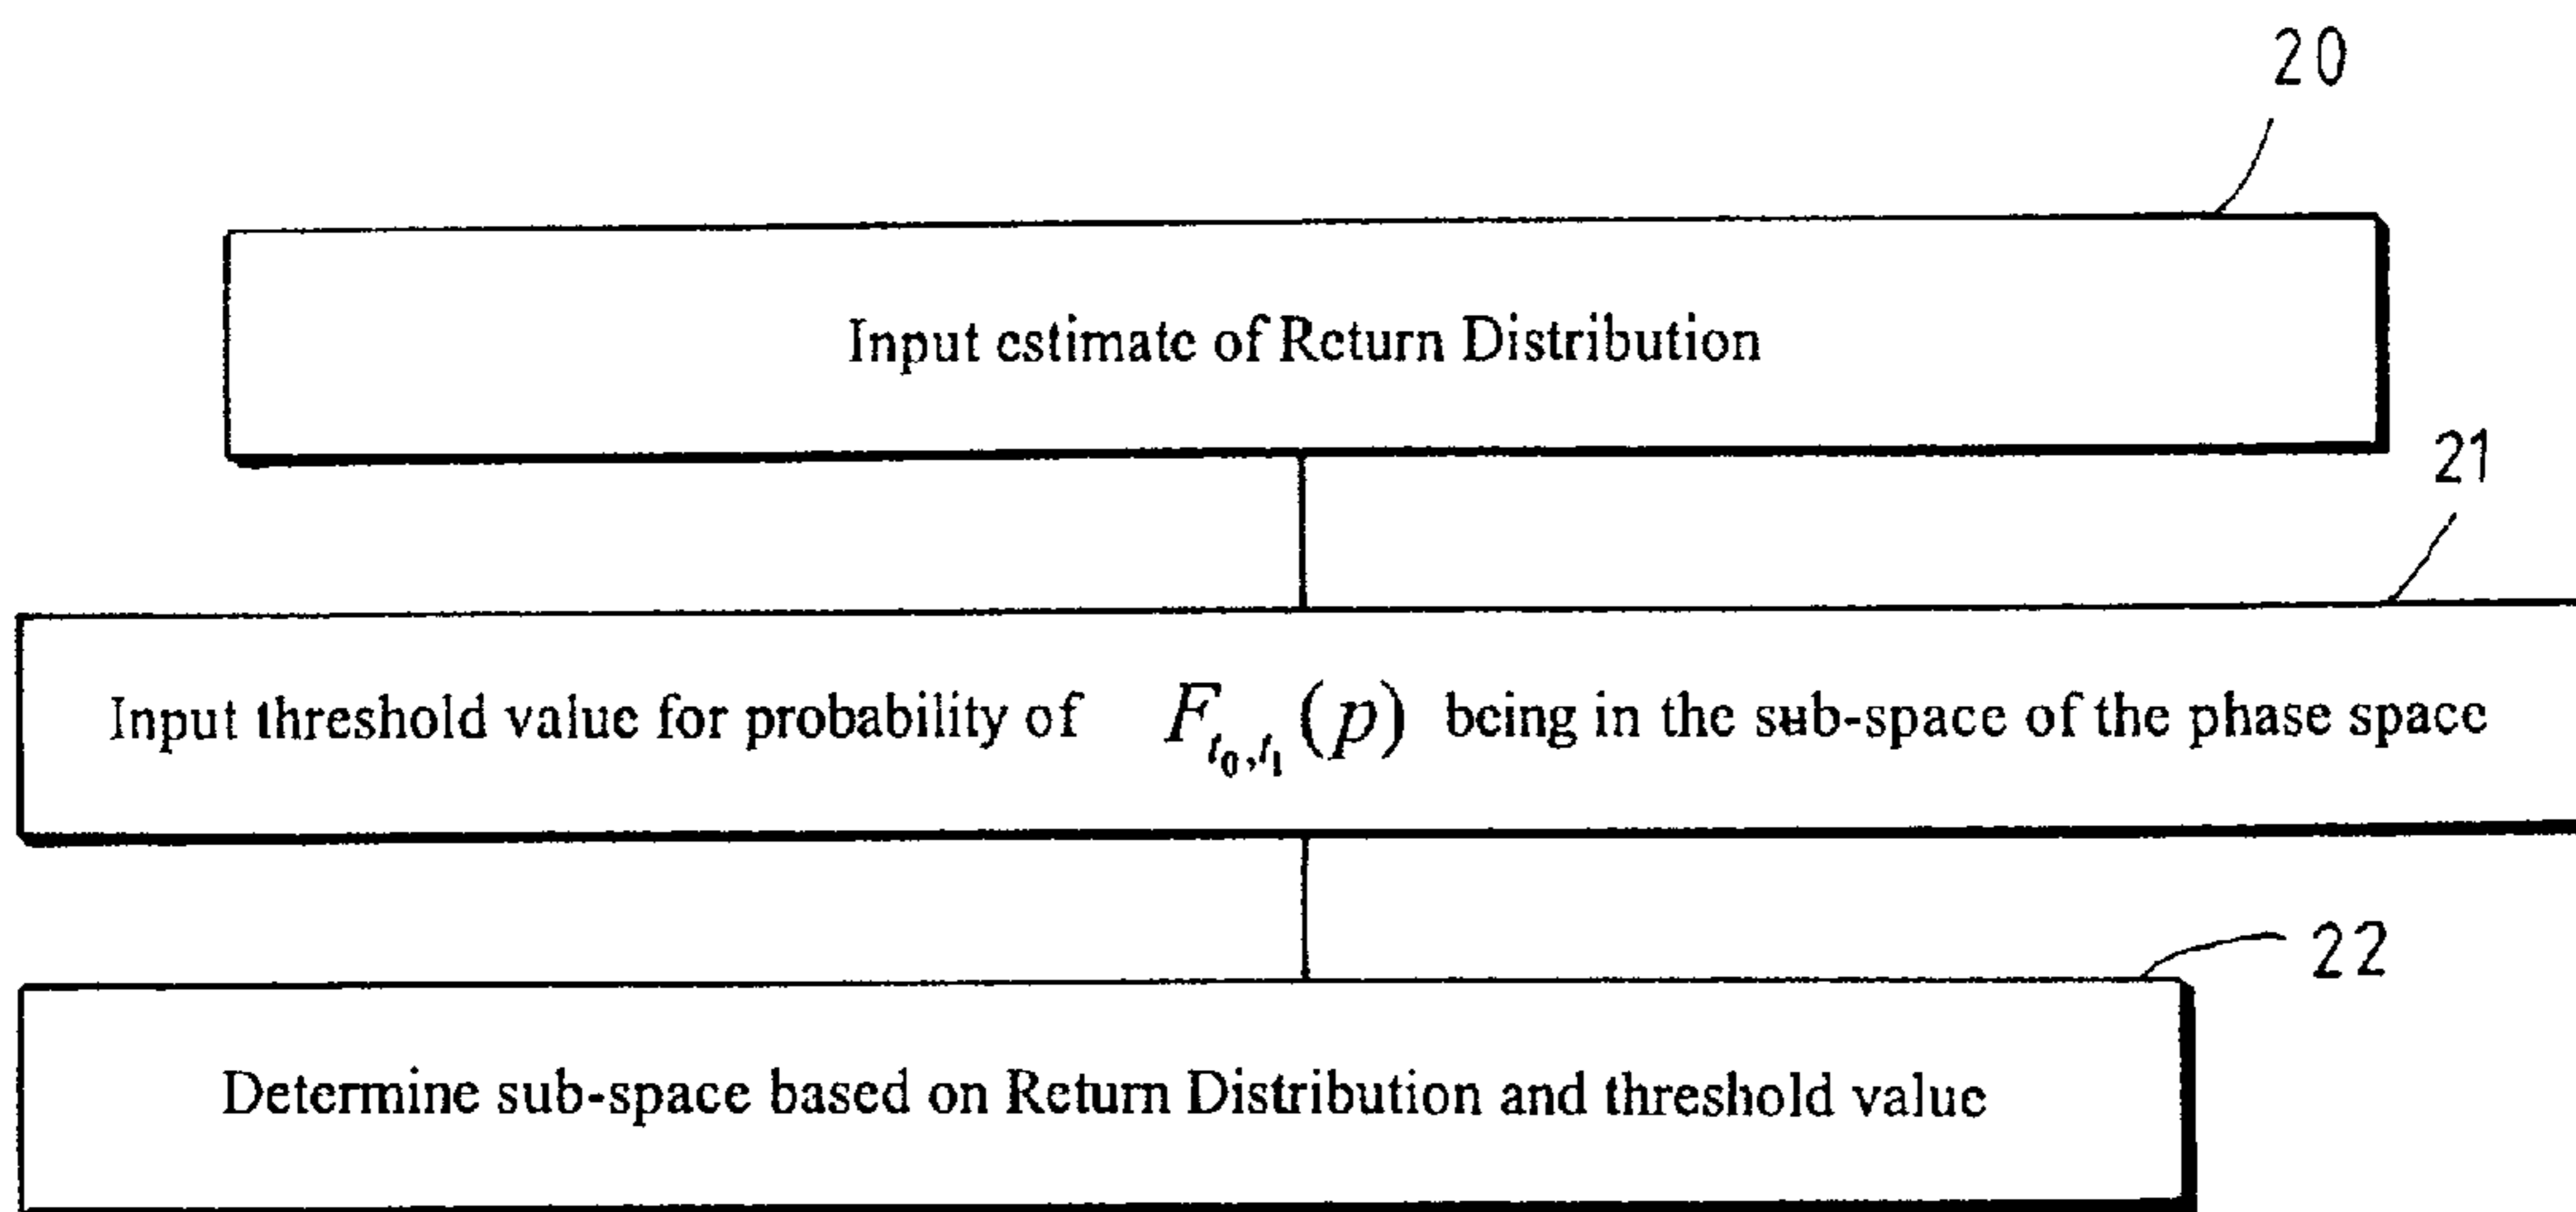 20
Input estimate of Return Distribution
21
Input threshold value for probability of F_{t_0,t_1}(p) being in the sub-space of the phase space
22
Determine sub-space based on Return Distribution and threshold value